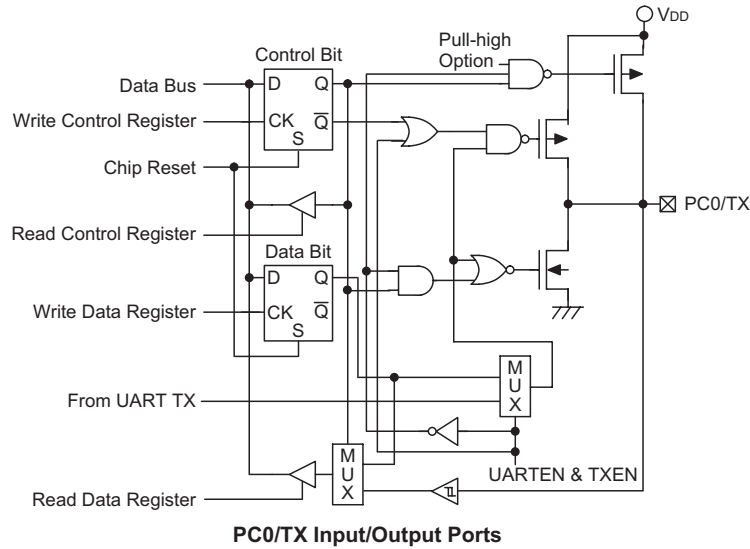 VDD
Control Bit
Pull-high
Option
Data Bus
D
Q
Write Control Register
CK
Q
S
Chip Reset
PC0/TX
Read Control Register
Data Bit
D
Q
Write Data Register
CK
Q
S
M
U
X
From UART TX
M
U
X
UARTEN & TXEN
Read Data Register
PC0/TX Input/Output Ports